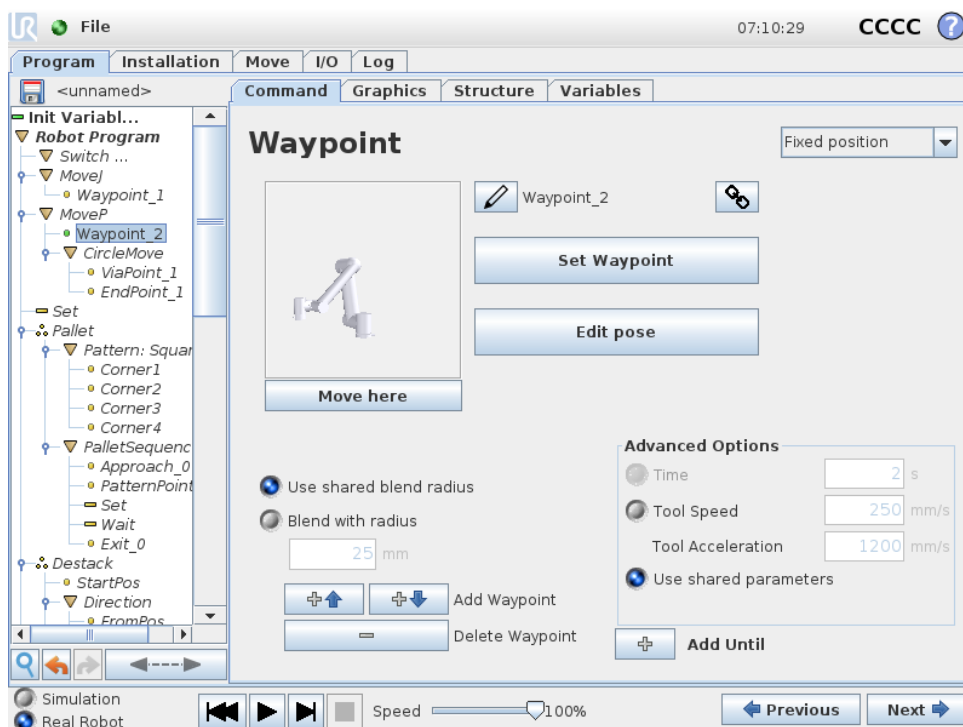 UR File 07:10:29 CCCC ?
Program Installation Move I/O Log
<unnamed> Command Graphics Structure Variables
Init Variabl...
Robot Program
Switch ...
MoveJ
Waypoint_1
MoveP
Waypoint_2
CircleMove
ViaPoint_1
EndPoint_1
Set
Pallet
Pattern: Squar
Corner1
Corner2
Corner3
Corner4
PalletSequenc
Approach_0
PatternPoint
Set
Wait
Exit_0
Destack
StartPos
Direction
FromPos
Waypoint
Fixed position
Waypoint_2
Set Waypoint
Edit pose
Move here
Use shared blend radius
Blend with radius
25 mm
Add Waypoint
Delete Waypoint
Advanced Options
Time 2 s
Tool Speed 250 mm/s
Tool Acceleration 1200 mm/s
Use shared parameters
Add Until
Simulation
Real Robot
Speed 100%
Previous Next